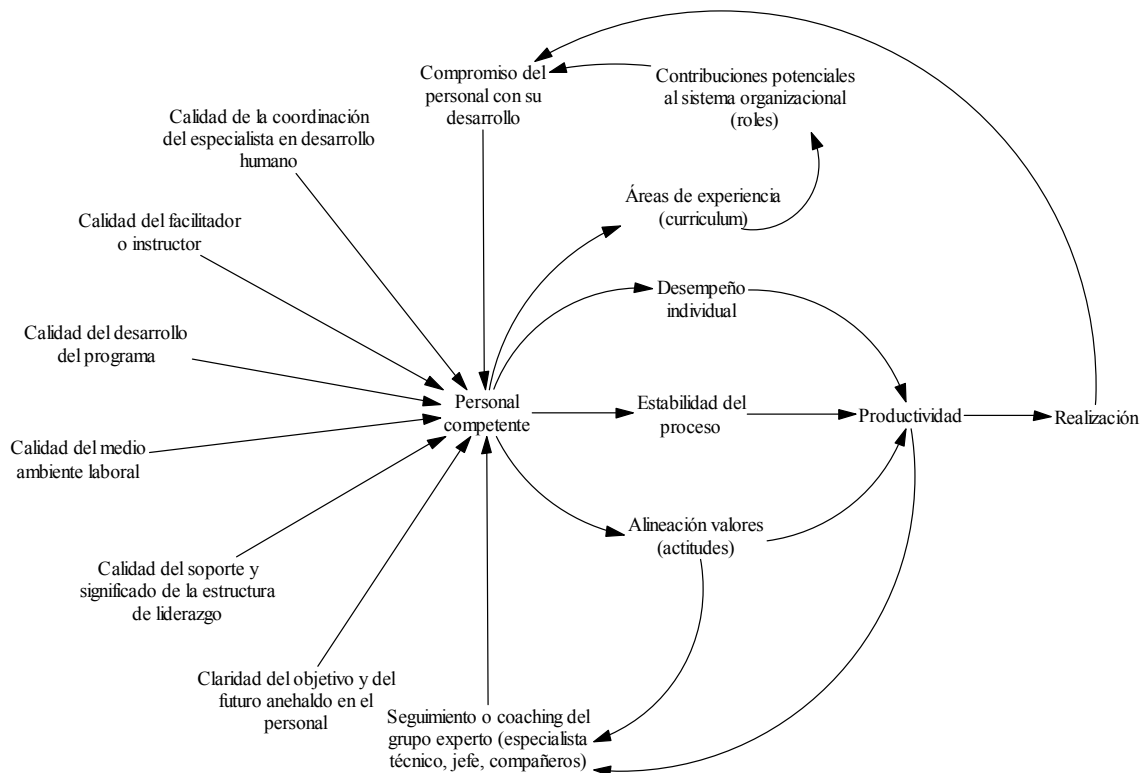 Compromiso del
personal con su
desarrollo
Contribuciones potenciales
al sistema organizacional
(roles)
Calidad de la coordinación
del especialista en desarrollo
humano
Áreas de experiencia
(curriculum)
Calidad del facilitador
o instructor
Desempeño
individual
Calidad del desarrollo
del programa
Personal
competente
Estabilidad del
proceso
Productividad
Realización
Calidad del medio
ambiente laboral
Alineación valores
(actitudes)
Calidad del soporte y
significado de la estructura
de liderazgo
Claridad del objetivo y del
futuro anehaldo en el
personal
Seguimiento o coaching del
grupo experto (especialista
técnico, jefe, compañeros)